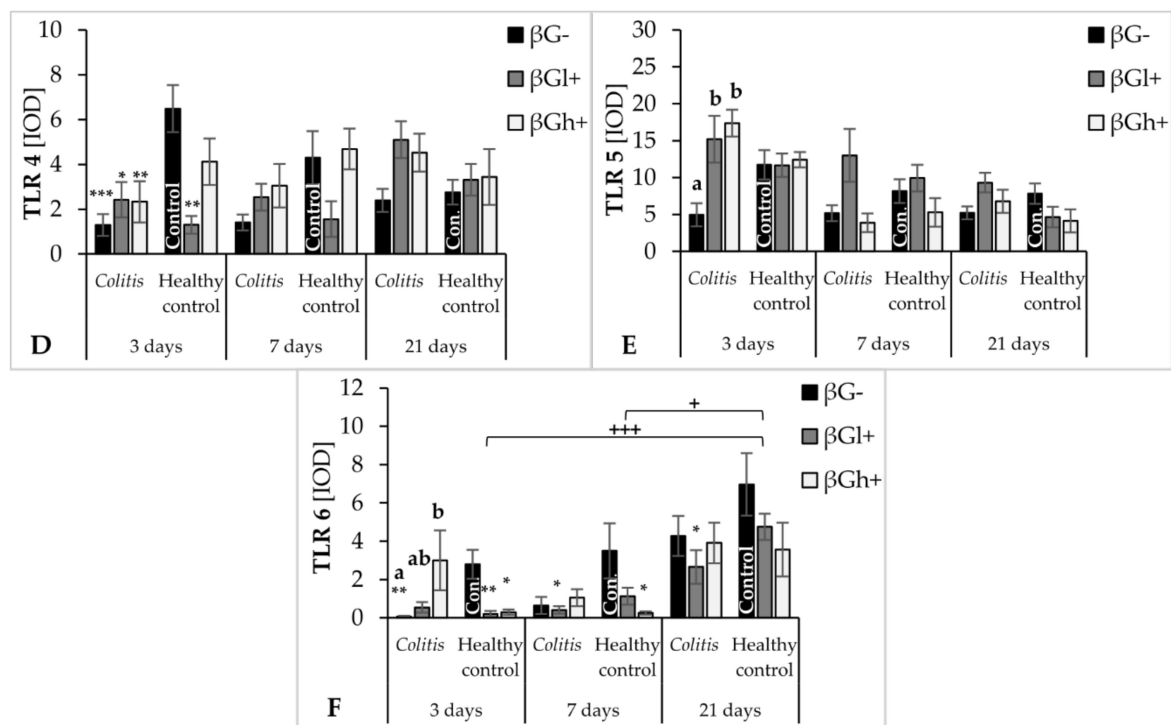 TLR 4 [IOD]
10
8
6
4
2
0
βG-
βGl+
βGh+
***
*
**
Control
**
Control
Con.
Colitis
Healthy
control
Colitis
Healthy
control
Colitis
Healthy
control
D
3 days
7 days
21 days
TLR 5 [IOD]
30
25
20
15
10
5
0
βG-
βGl+
βGh+
a
b
b
Control
Con.
Con.
Colitis
Healthy
control
Colitis
Healthy
control
Colitis
Healthy
control
E
3 days
7 days
21 days
TLR 6 [IOD]
12
10
8
6
4
2
0
βG-
βGl+
βGh+
+
+++
a
**
ab
b
Con.
**
*
*
Con.
*
*
Control
Colitis
Healthy
control
Colitis
Healthy
control
Colitis
Healthy
control
F
3 days
7 days
21 days